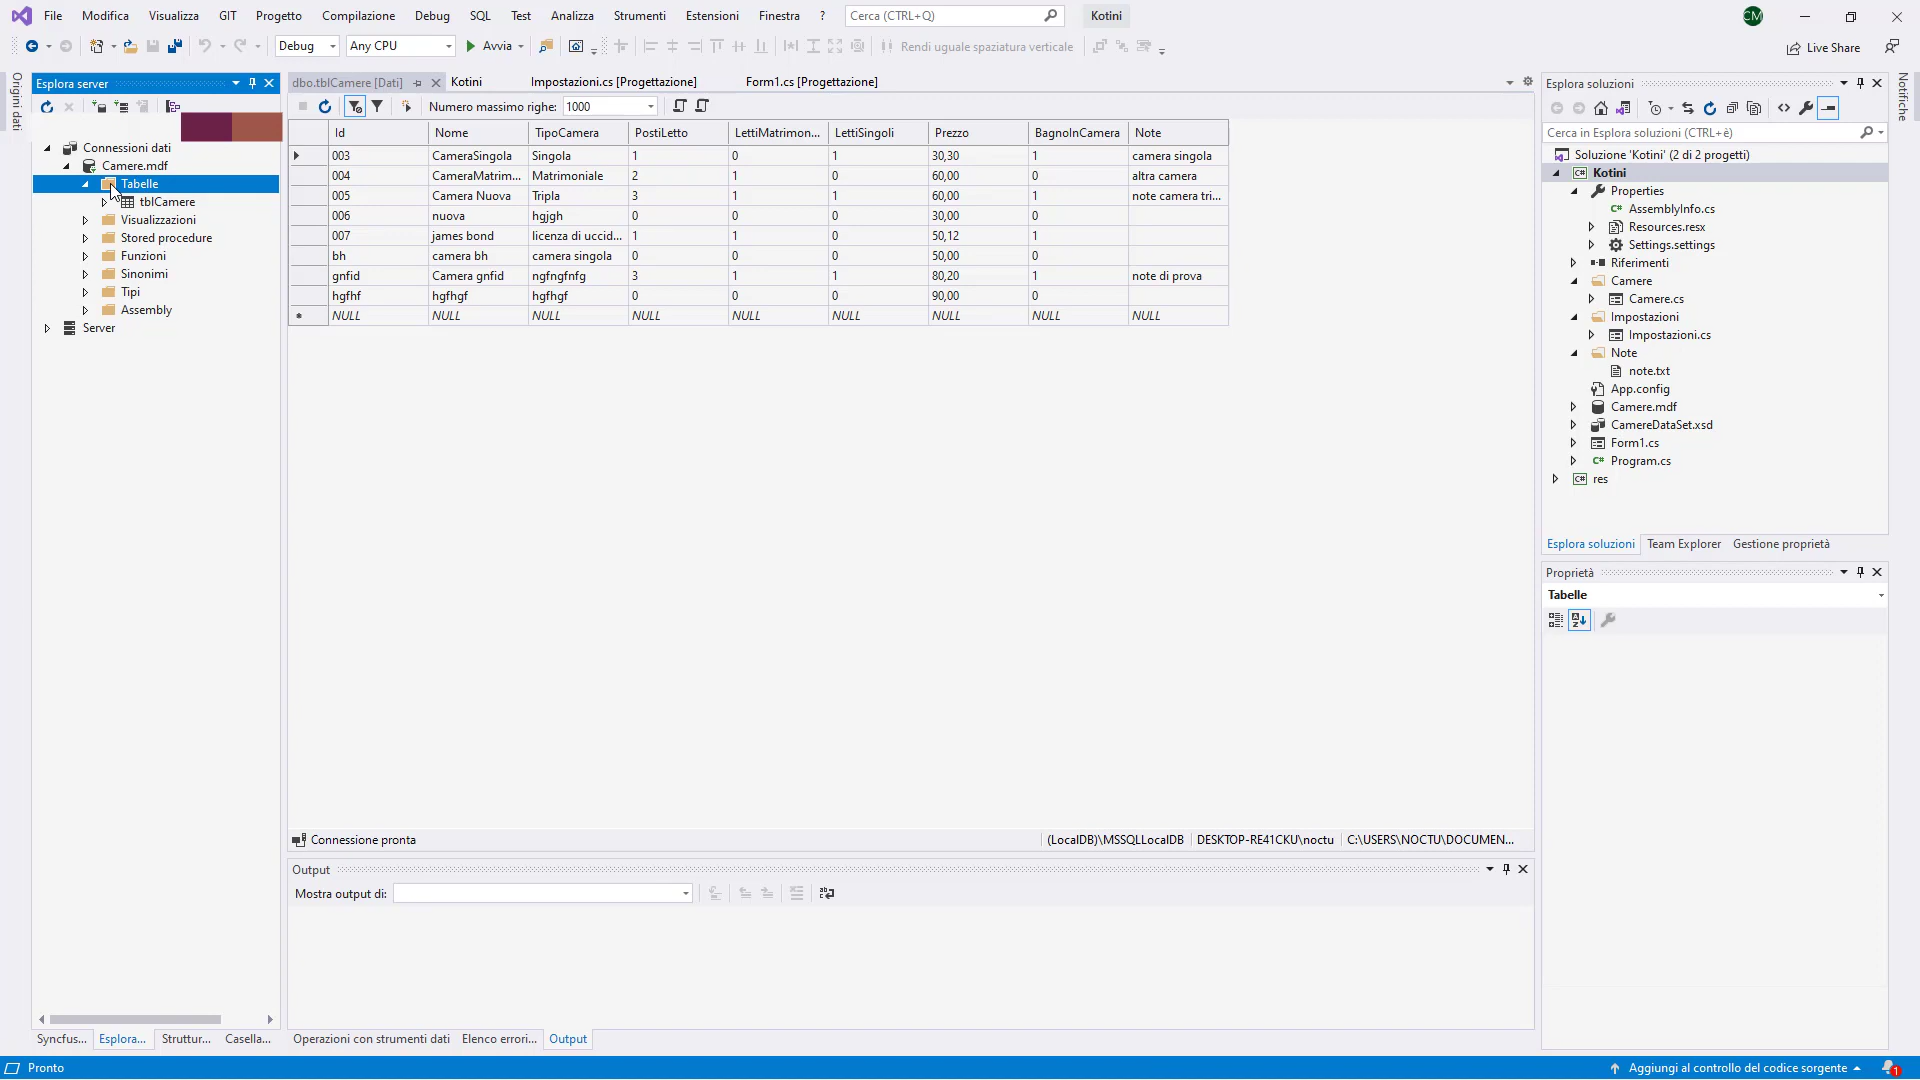 File Modifica Visualizza GIT Progetto Compilazione Debug SQL Test Analizza Strumenti Estensioni Finestra ? Cerca (CTRL+Q) Kotini CM
Debug Any CPU Avvia Rendi uguale spaziatura verticale Live Share
Origini dati
Esplora server
Connessioni dati
Camere.mdf
Tabelle
tblCamere
Visualizzazioni
Stored procedure
Funzioni
Sinonimi
Tipi
Assembly
Server
Syncfus... Esplora... Struttur... Casella...
dbo.tblCamere [Dati] Kotini Impostazioni.cs [Progettazione] Form1.cs [Progettazione]
Numero massimo righe: 1000
Id Nome TipoCamera PostiLetto LettiMatrimon... LettiSingoli Prezzo BagnoInCamera Note
003 CameraSingola Singola 1 0 1 30,30 1 camera singola
004 CameraMatrim... Matrimoniale 2 1 0 60,00 0 altra camera
005 Camera Nuova Tripla 3 1 1 60,00 1 note camera tri...
006 nuova hgjgh 0 0 0 30,00 0
007 james bond licenza di uccid... 1 1 0 50,12 1
bh camera bh camera singola 0 0 0 50,00 0
gnfid Camera gnfid ngfngfnfg 3 1 1 80,20 1 note di prova
hgfhf hgfhgf hgfhgf 0 0 0 90,00 0
NULL NULL NULL NULL NULL NULL NULL NULL NULL
Connessione pronta (LocalDB)\MSSQLLocalDB DESKTOP-RE41CKU\noctu C:\USERS\NOCTU\DOCUMEN...
Output
Mostra output di:
Operazioni con strumenti dati Elenco errori... Output
Esplora soluzioni
Cerca in Esplora soluzioni (CTRL+è)
Soluzione 'Kotini' (2 di 2 progetti)
Kotini
Properties
AssemblyInfo.cs
Resources.resx
Settings.settings
Riferimenti
Camere
Camere.cs
Impostazioni
Impostazioni.cs
Note
note.txt
App.config
Camere.mdf
CamereDataSet.xsd
Form1.cs
Program.cs
res
Esplora soluzioni Team Explorer Gestione proprietà
Proprietà
Tabelle
Notifiche
Pronto Aggiungi al controllo del codice sorgente 1